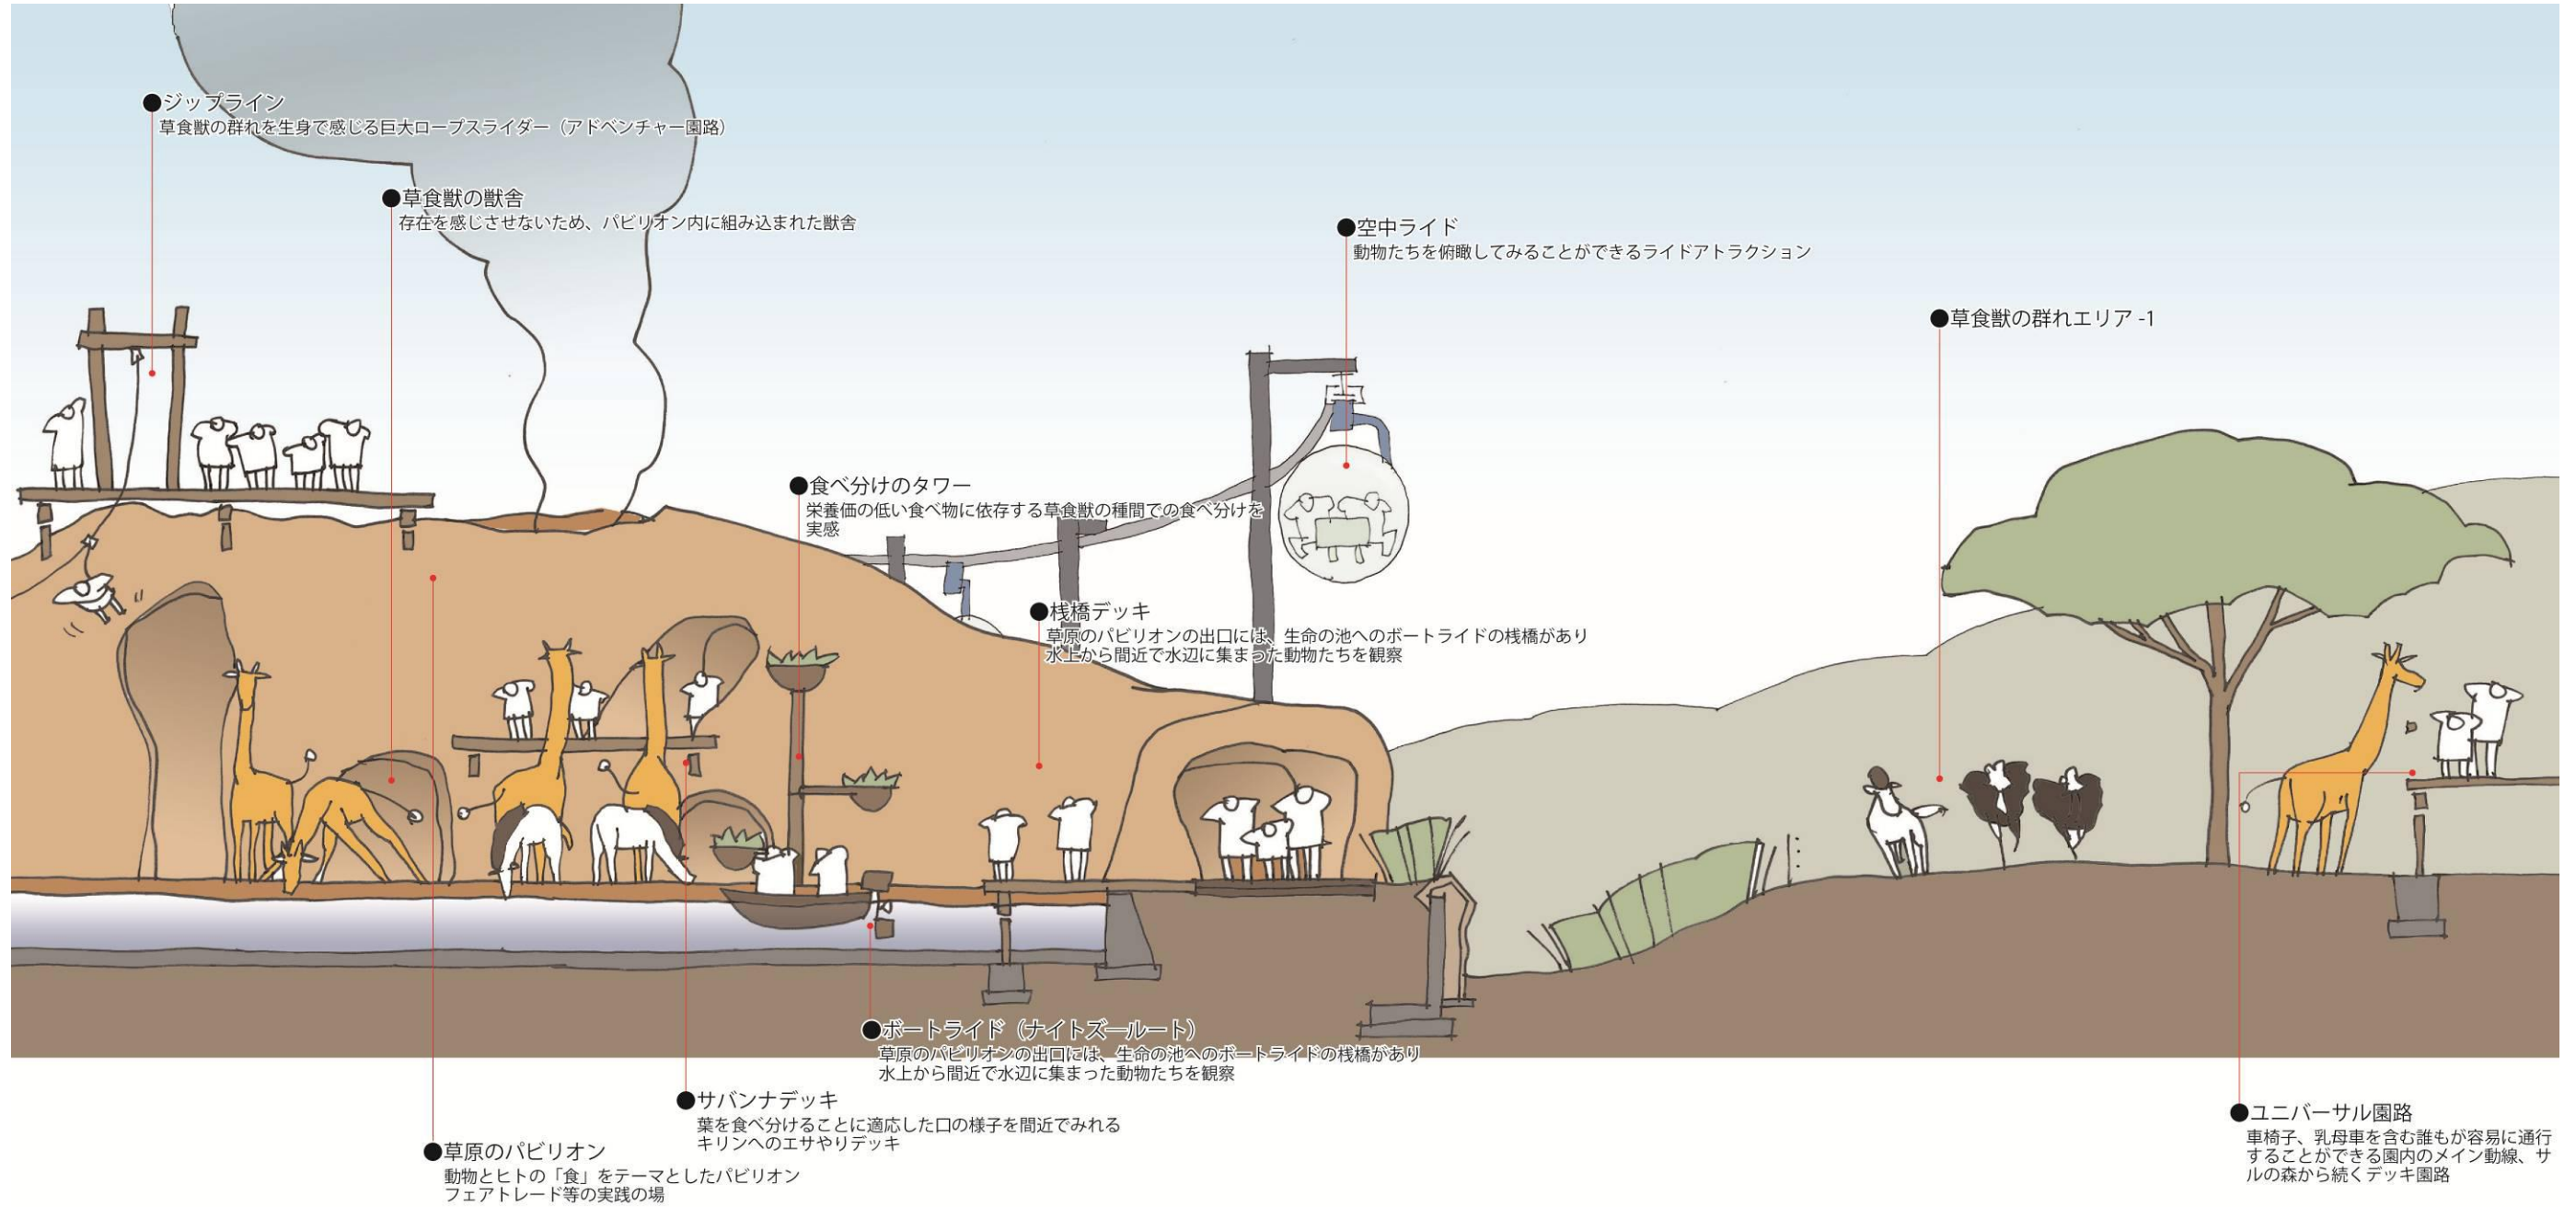 ●ジップライン
草食獣の群れを生身で感じる巨大ロープスライダー（アドベンチャー園路）
●草食獣の獣舎
存在を感じさせないため、パビリオン内に組み込まれた獣舎
●空中ライド
動物たちを俯瞰してみることができるライドアトラクション
●草食獣の群れエリア -1
●食べ分けのタワー
栄養価の低い食べ物に依存する草食獣の種間での食べ分けを
実感
●桟橋デッキ
草原のパビリオンの出口には、生命の池へのボートライドの桟橋があり
水上から間近で水辺に集まった動物たちを観察
●ボートライド（ナイトズールート）
草原のパビリオンの出口には、生命の池へのボートライドの桟橋があり
水上から間近で水辺に集まった動物たちを観察
●サバンナデッキ
葉を食べ分けることに適応した口の様子を間近でみれる
キリンへのエサやりデッキ
●草原のパビリオン
動物とヒトの「食」をテーマとしたパビリオン
フェアトレード等の実践の場
●ユニバーサル園路
車椅子、乳母車を含む誰もが容易に通行
することができる園内のメイン動線、サ
ルの森から続くデッキ園路